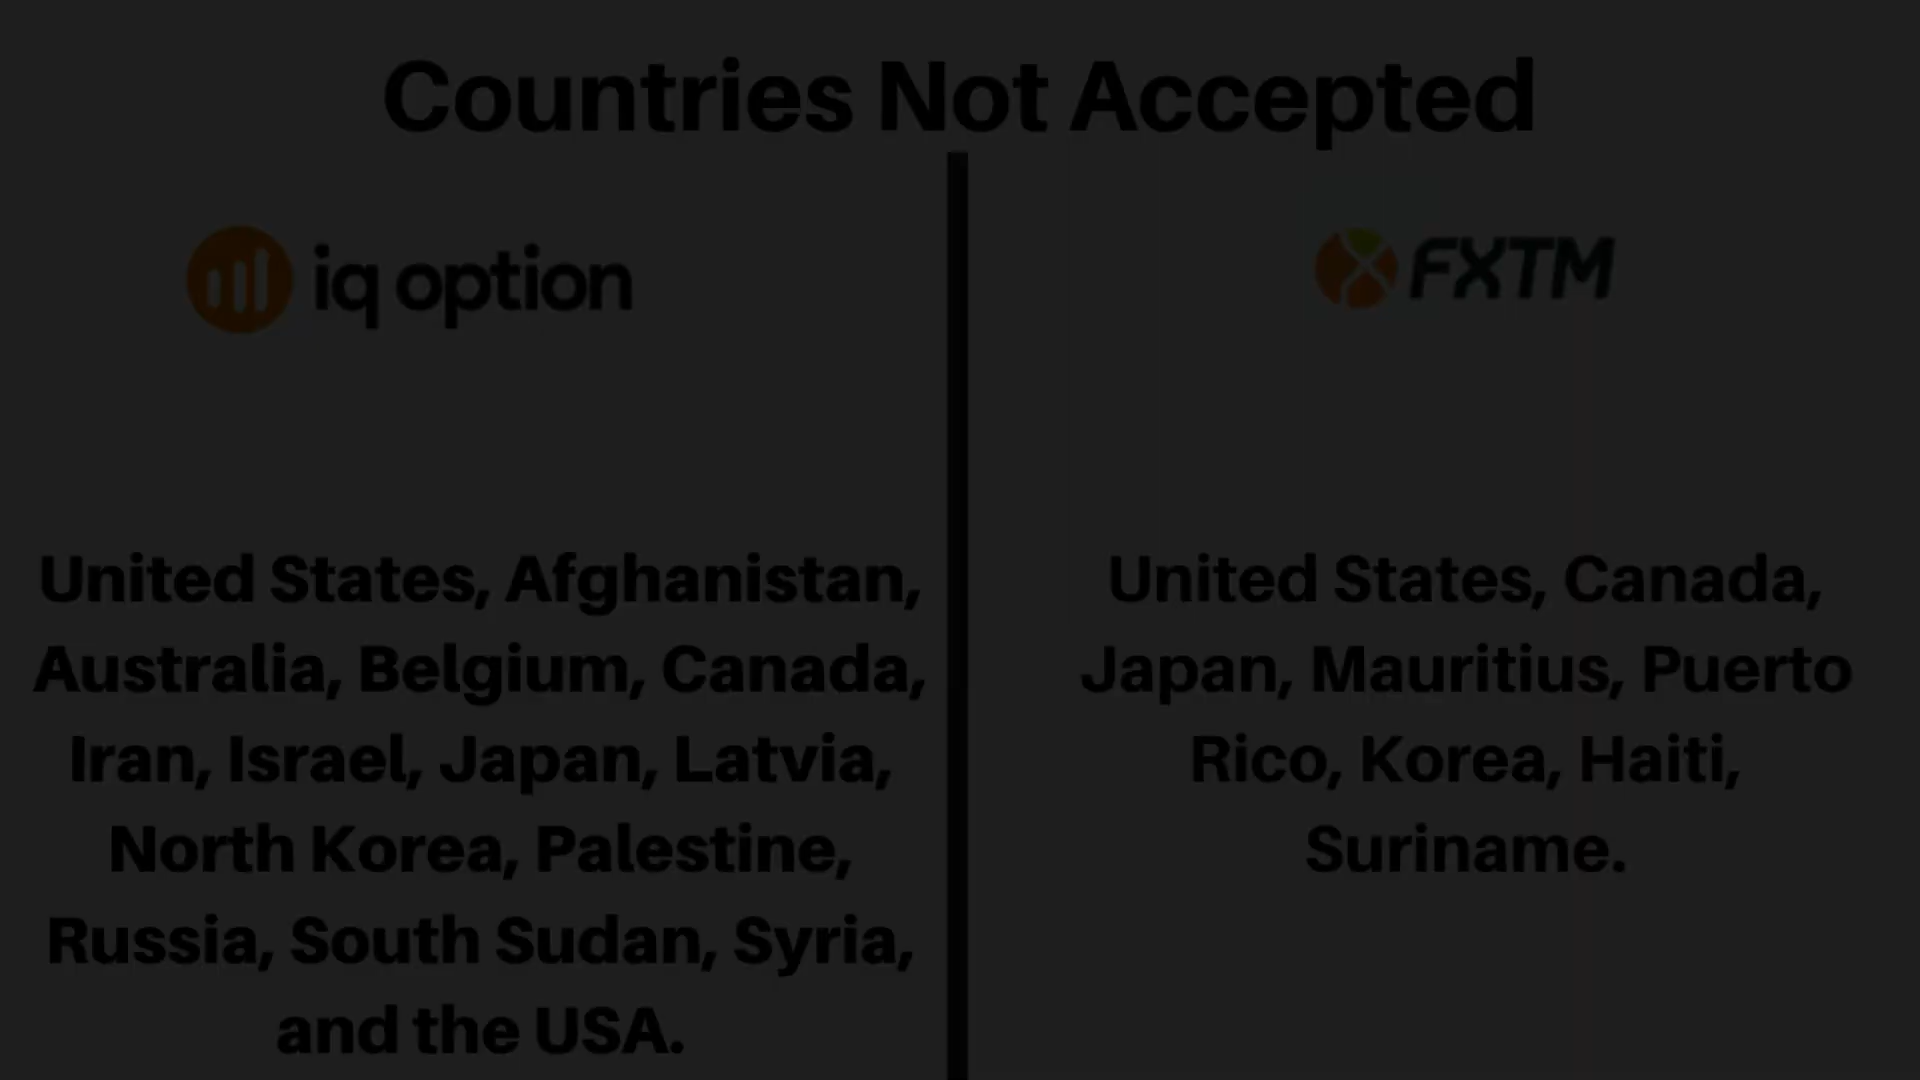 Countries Not Accepted
iq option
United States, Afghanistan,
Australia, Belgium, Canada,
Iran, Israel, Japan, Latvia,
North Korea, Palestine,
Russia, South Sudan, Syria,
and the USA.
FXTM
United States, Canada,
Japan, Mauritius, Puerto
Rico, Korea, Haiti,
Suriname.